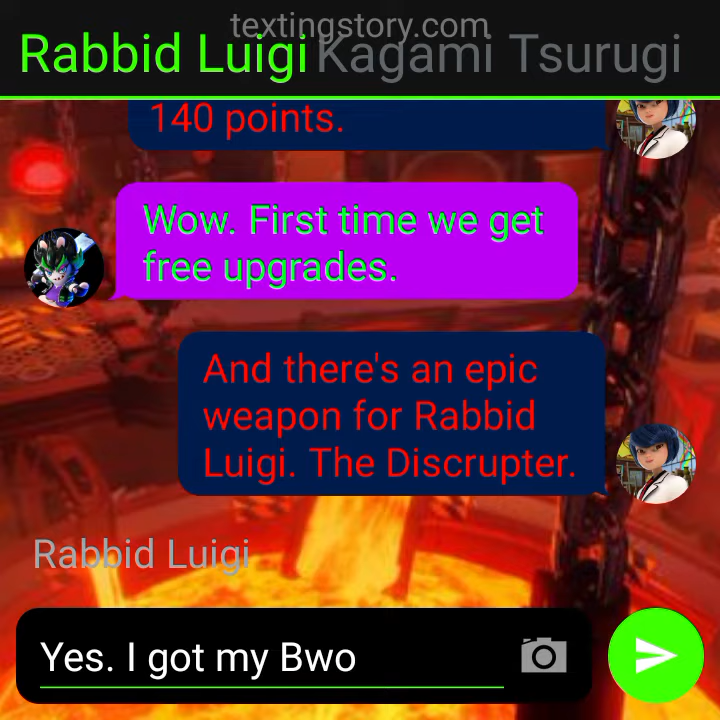 textingstory.com
Rabbid Luigi Kagami Tsurugi
140 points.
Wow. First time we get
free upgrades.
And there's an epic
weapon for Rabbid
Luigi. The Discrupter.
Rabbid Luigi
Yes. I got my Bwo